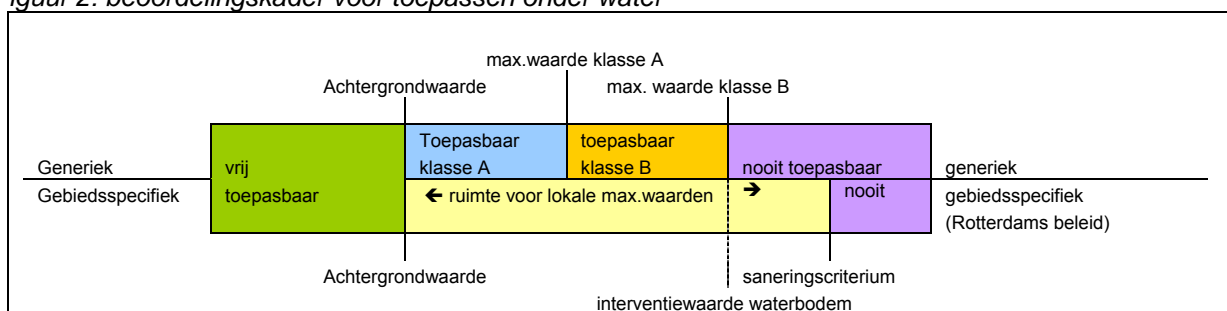 iguur 2: beoordelingskader voor toepassen onder water
max.waarde klasse A
Achtergrondwaarde
max. waarde klasse B
Generiek
vrij
toepasbaar
Toepasbaar
klasse A
toepasbaar
klasse B
nooit toepasbaar
generiek
Gebiedsspecifiek
← ruimte voor lokale max.waarden
→
nooit
gebiedsspecifiek
(Rotterdams beleid)
Achtergrondwaarde
saneringscriterium
interventiewaarde waterbodem